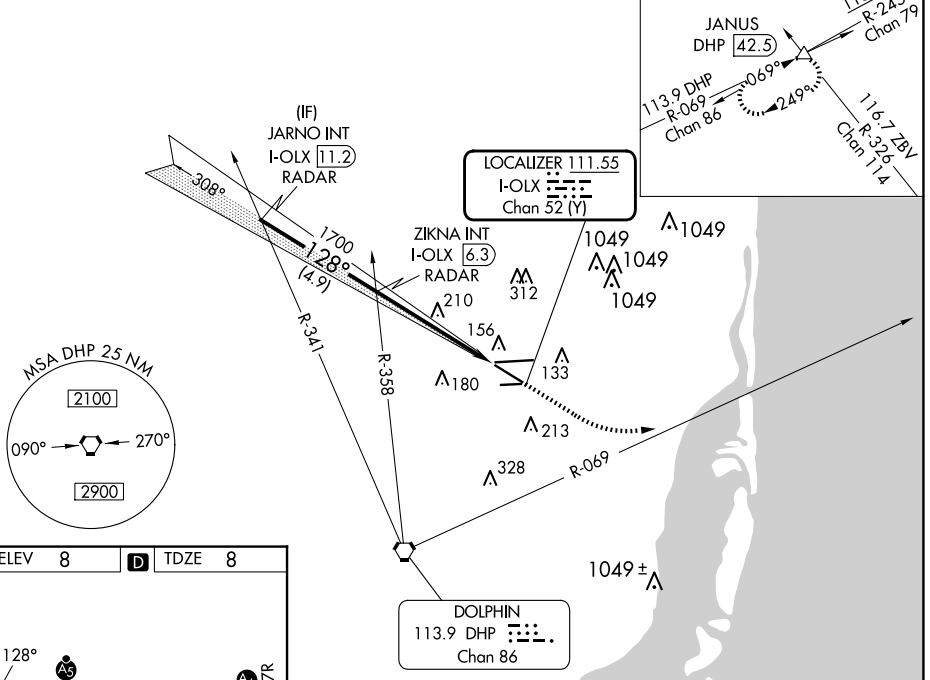 JANUS
DHP 42.5
R-245
Chan 79
113.9 DHP
R-069
Chan 86
069°
249°
116.7 ZBV
R-326
Chan 114
(IF)
JARNO INT
I-OLX 11.2
RADAR
308°
1700
128°
(4.9)
LOCALIZER 111.55
I-OLX
Chan 52 (Y)
ZIKNA INT
I-OLX 6.3
RADAR
1049
1049
1049
1049
312
210
156
133
180
213
328
R-341
R-358
R-069
MSA DHP 25 NM
2100
090°
270°
2900
1049 ±
DOLPHIN
113.9 DHP
Chan 86
ELEV 8
D
TDZE 8
128°
A5
7R